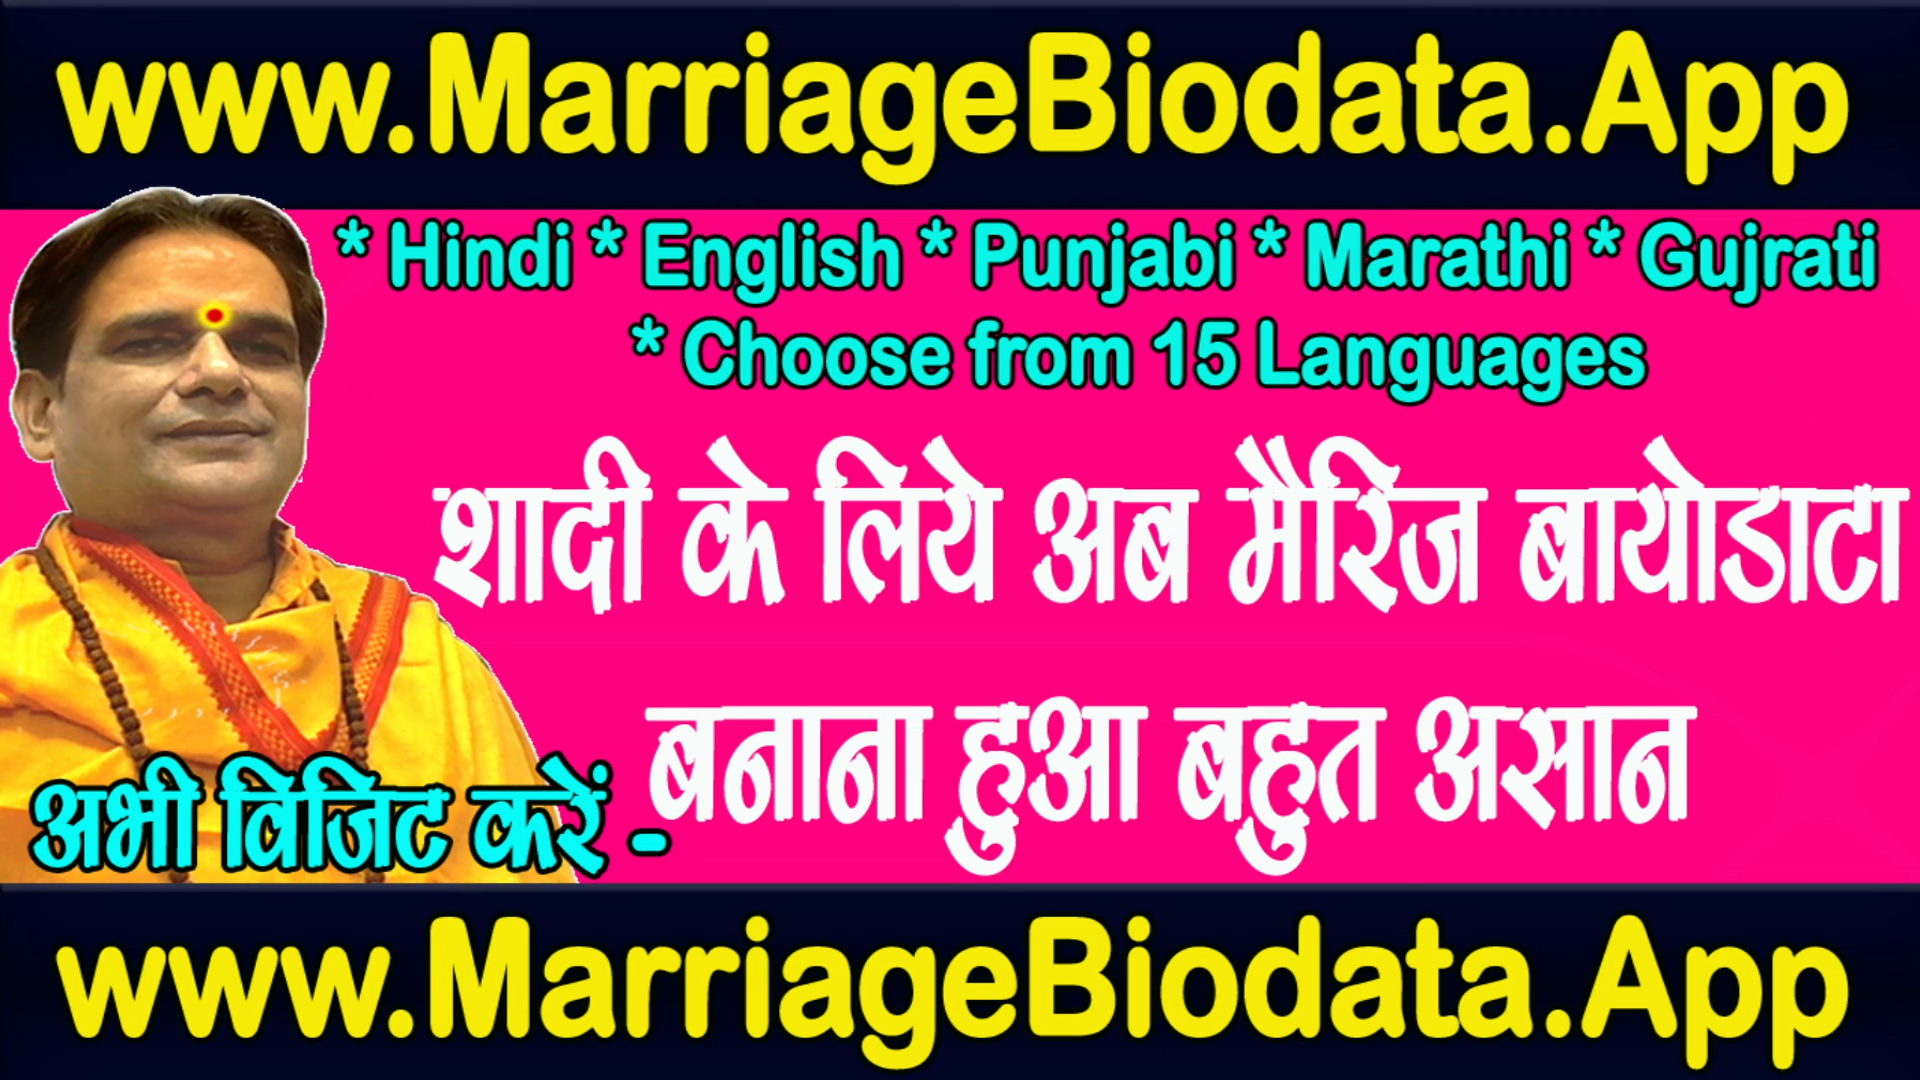 www.MarriageBiodata.App
* Hindi * English * Punjabi * Marathi * Gujrati
* Choose from 15 Languages
शादी के लिये अब मैरिज बायोडाटा
बनाना हुआ बहुत असान
अभी विजिट करें -
www.MarriageBiodata.App